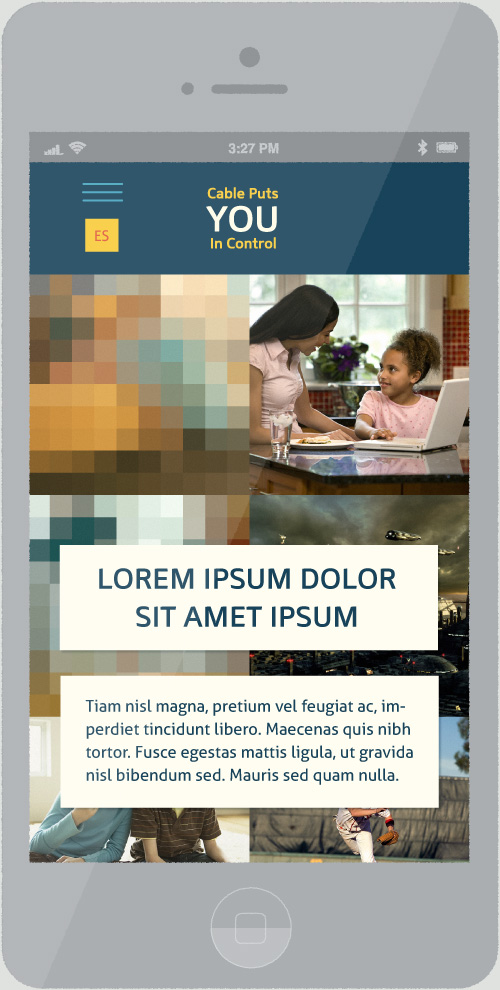 3:27 PM
Cable Puts
YOU
In Control
ES
LOREM IPSUM DOLOR
SIT AMET IPSUM
Tiam nisl magna, pretium vel feugiat ac, im-
perdiet tincidunt libero. Maecenas quis nibh
tortor. Fusce egestas mattis ligula, ut gravida
nisl bibendum sed. Mauris sed quam nulla.